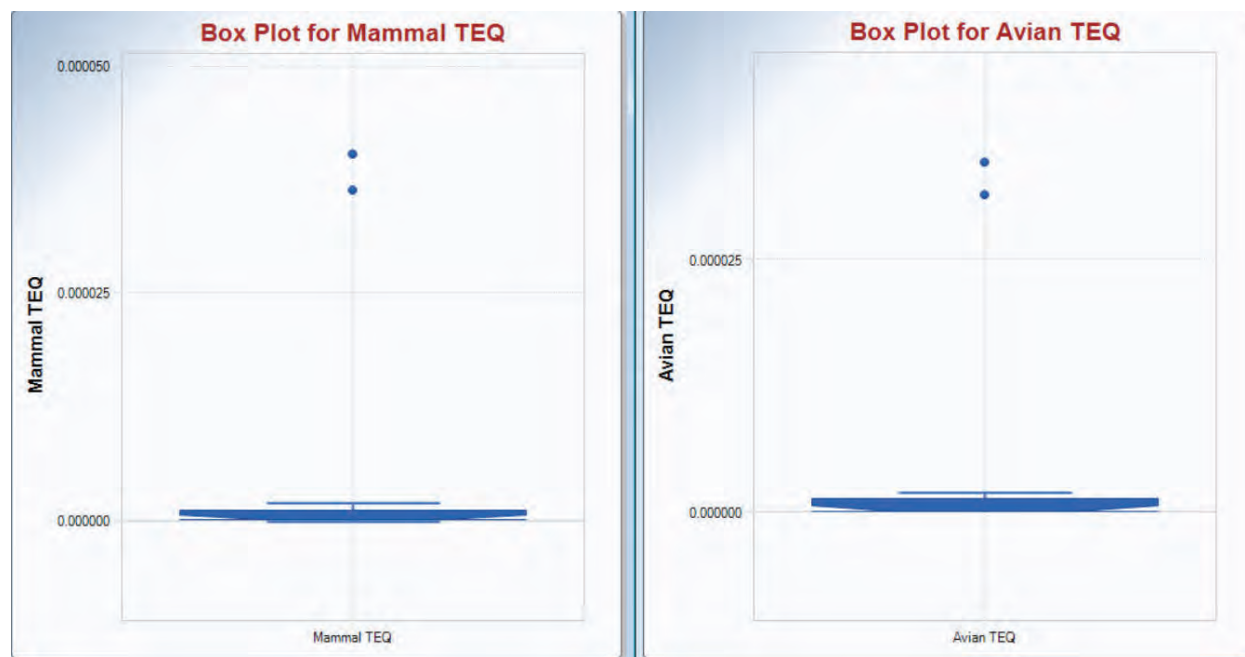 Box Plot for Mammal TEQ
0.000050
0.000025
0.000000
Mammal TEQ
Mammal TEQ
Box Plot for Avian TEQ
0.000025
0.000000
Avian TEQ
Avian TEQ